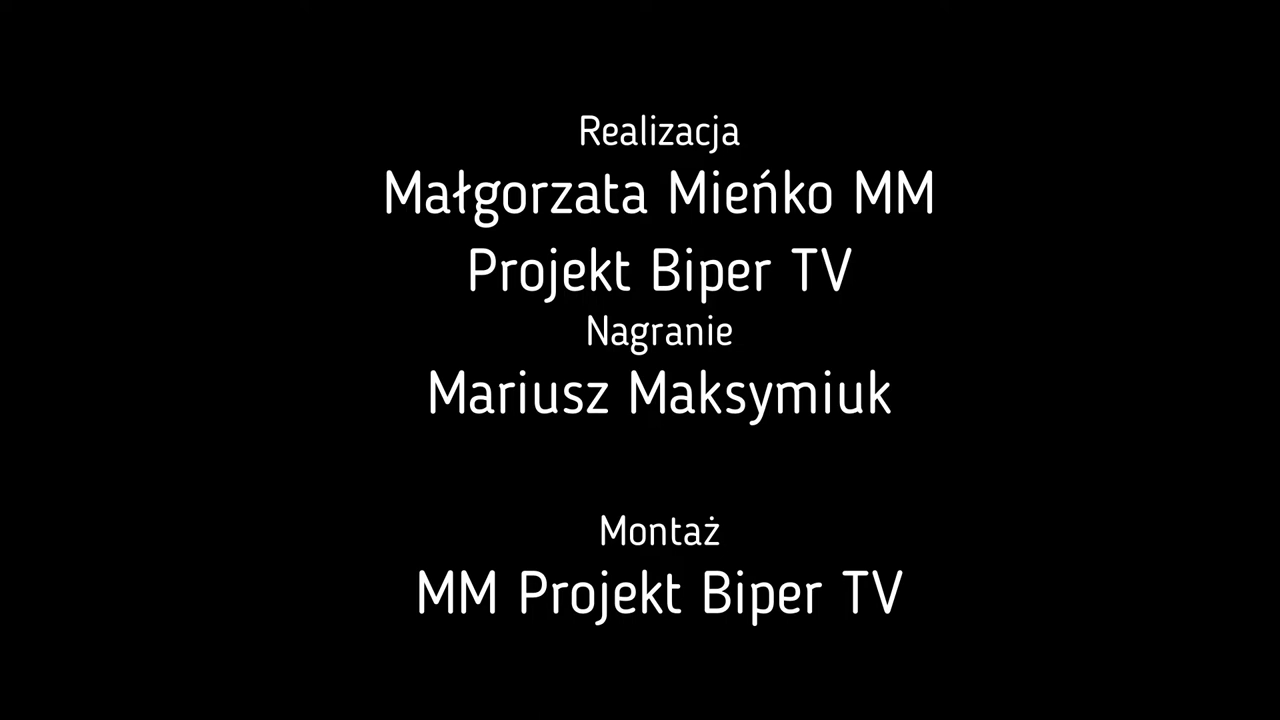 Realizacja
Małgorzata Mieńko MM
Projekt Biper TV
Nagranie
Mariusz Maksymiuk
Montaż
MM Projekt Biper TV